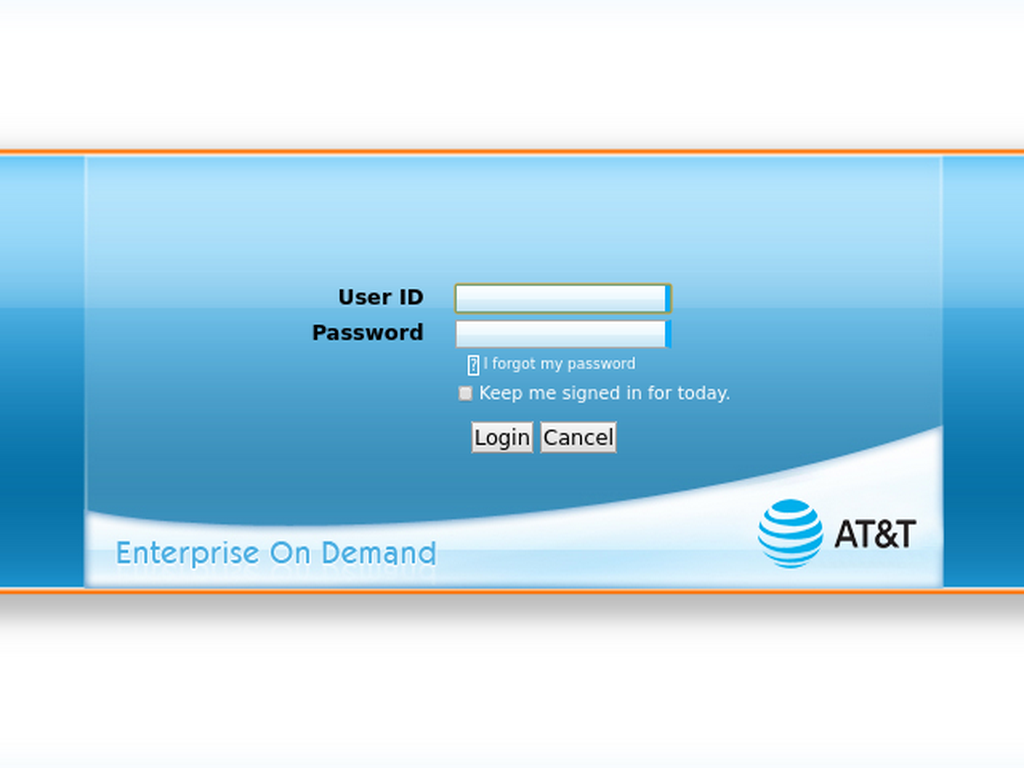 User ID
Password
? I forgot my password
Keep me signed in for today.
Login Cancel
Enterprise On Demand
AT&T